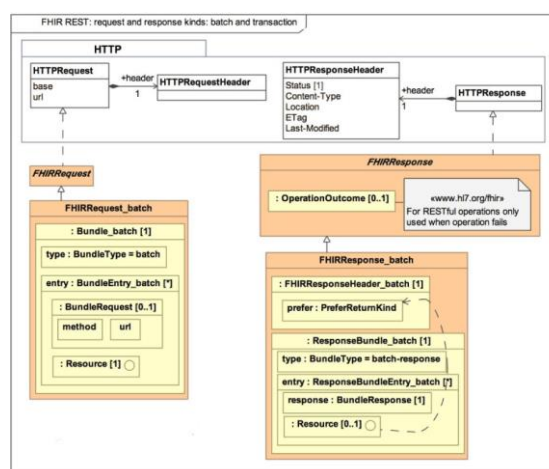 FHIR REST: request and response kinds: batch and transaction
HTTP
HTTPRequest
base
url
+header
1
HTTPRequestHeader
HTTPResponseHeader
Status [1]
Content-Type
Location
ETag
Last-Modified
+header
1
HTTPResponse
FHIRRequest
FHIRRequest_batch
: Bundle_batch [1]
type : BundleType = batch
entry : BundleEntry_batch [*]
: BundleRequest [0..1]
method
url
: Resource [1]
FHIRResponse
: OperationOutcome [0..1]
«www.hl7.org/fhir»
For RESTful operations only
used when operation fails
FHIRResponse_batch
: FHIRResponseHeader_batch [1]
prefer : PreferReturnKind
: ResponseBundle_batch [1]
type : BundleType = batch-response
entry : ResponseBundleEntry_batch [*]
response : BundleResponse [1]
: Resource [0..1]